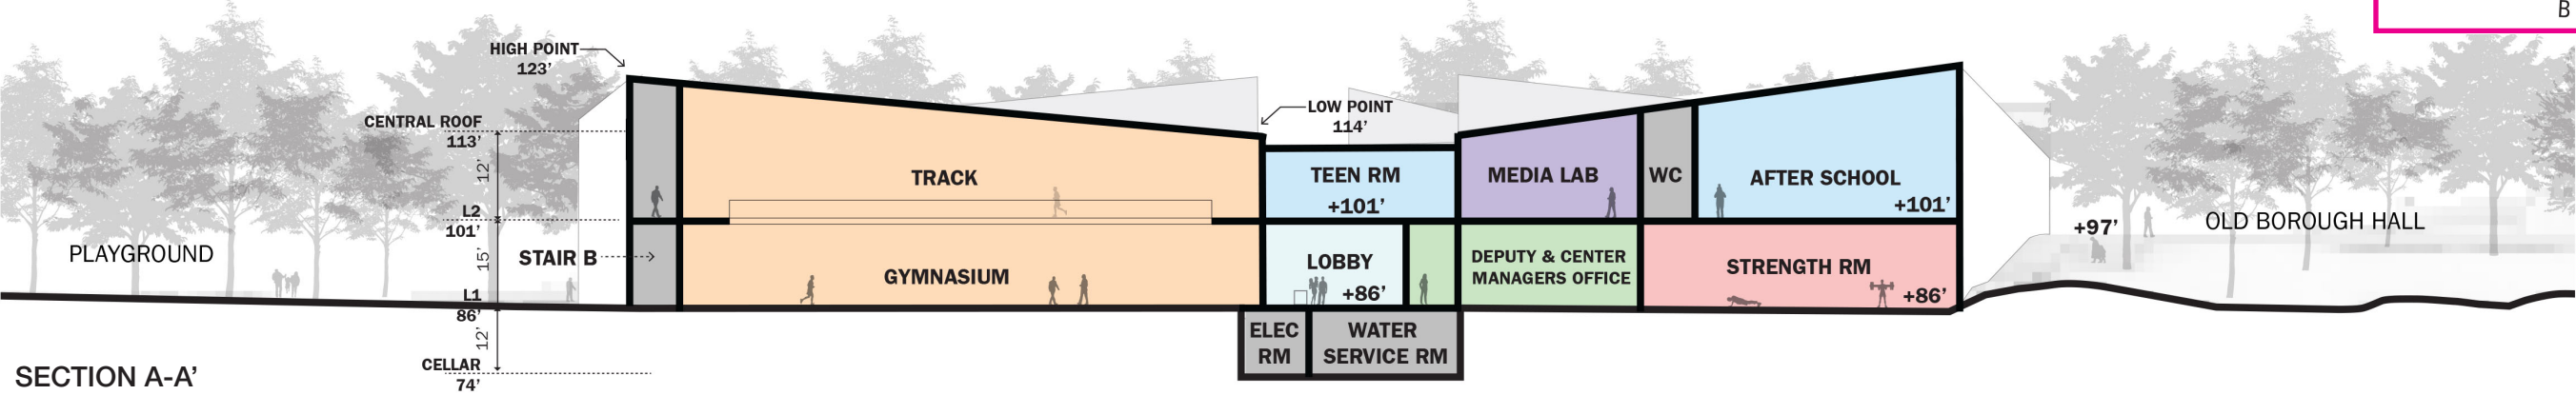 B
HIGH POINT
123’
CENTRAL ROOF
113’
12’
L2
101’
15’
L1
86’
12’
CELLAR
74’
PLAYGROUND
STAIR B
TRACK
GYMNASIUM
LOW POINT
114’
TEEN RM
+101’
LOBBY
+86’
ELEC
RM
WATER
SERVICE RM
MEDIA LAB
WC
AFTER SCHOOL
+101’
DEPUTY & CENTER
MANAGERS OFFICE
STRENGTH RM
+86’
+97’
OLD BOROUGH HALL
SECTION A-A’